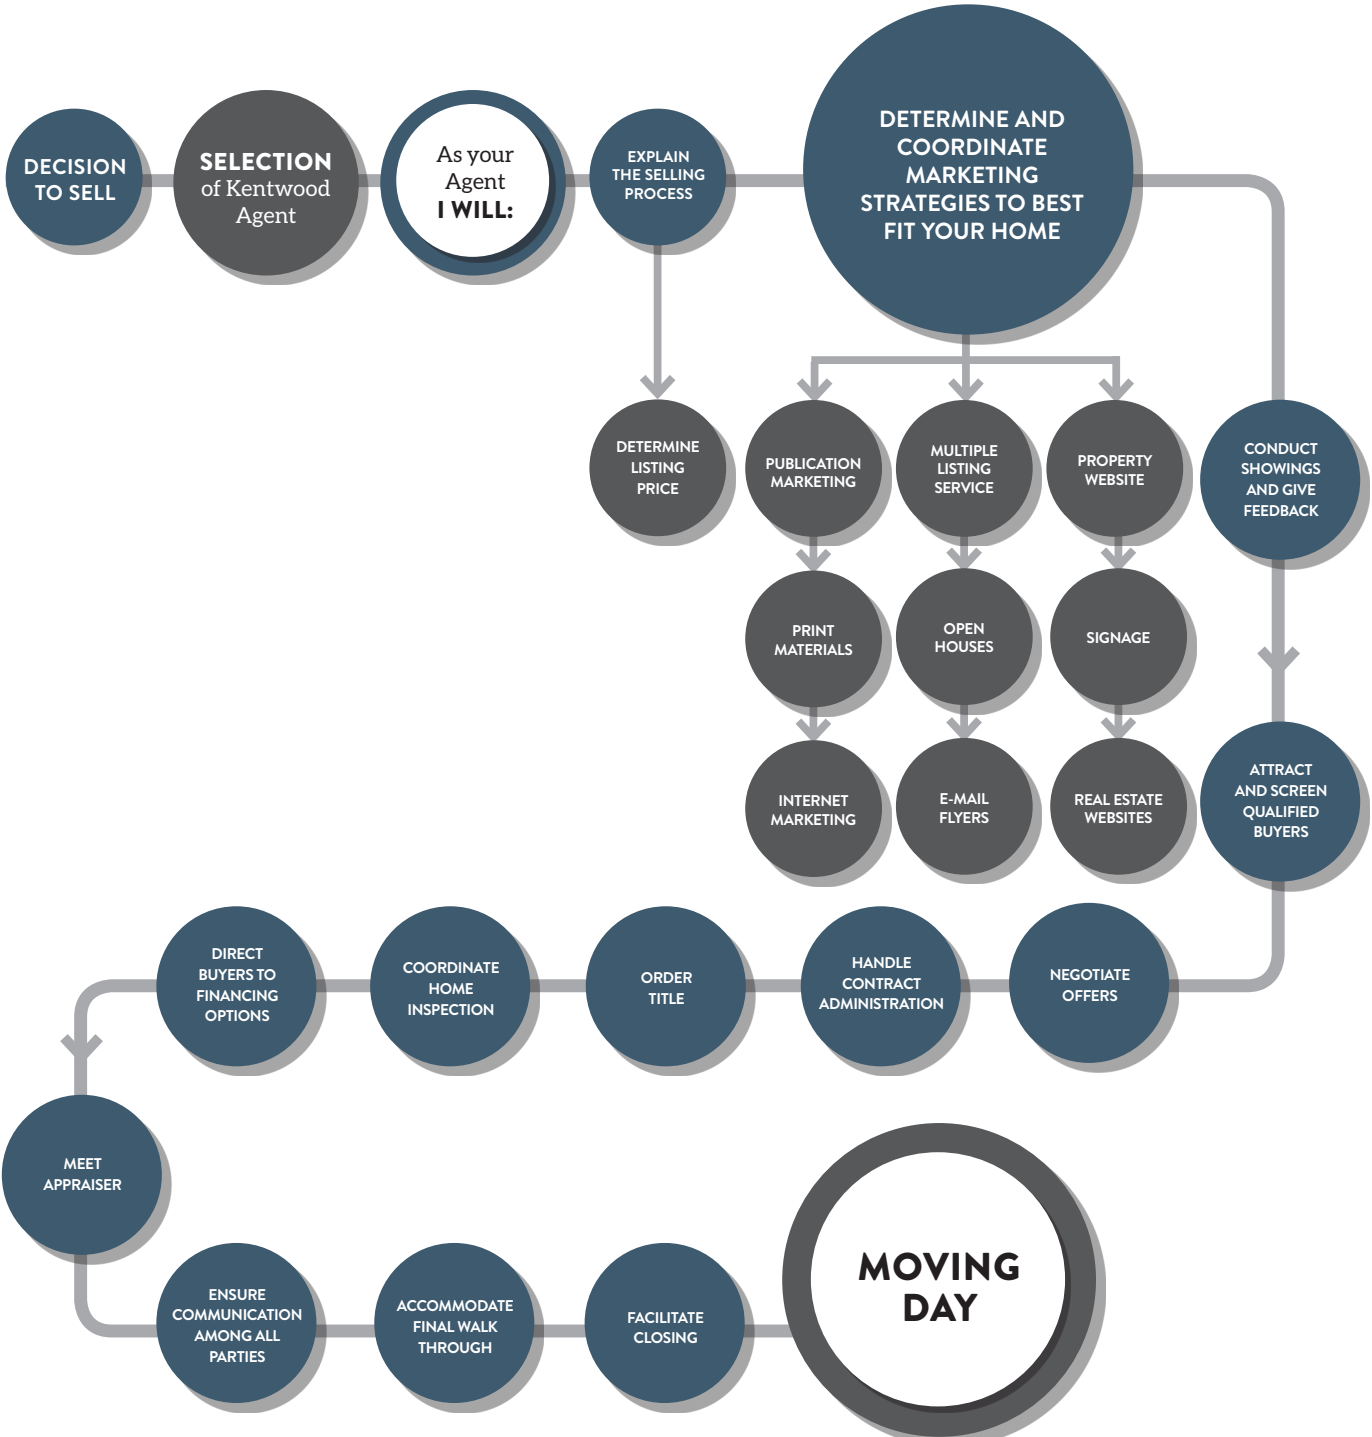 DECISION
TO SELL
SELECTION
of Kentwood
Agent
As your
Agent
I WILL:
EXPLAIN
THE SELLING
PROCESS
DETERMINE AND
COORDINATE
MARKETING
STRATEGIES TO BEST
FIT YOUR HOME
DETERMINE
LISTING
PRICE
PUBLICATION
MARKETING
MULTIPLE
LISTING
SERVICE
PROPERTY
WEBSITE
CONDUCT
SHOWINGS
AND GIVE
FEEDBACK
PRINT
MATERIALS
OPEN
HOUSES
SIGNAGE
INTERNET
MARKETING
E-MAIL
FLYERS
REAL ESTATE
WEBSITES
ATTRACT
AND SCREEN
QUALIFIED
BUYERS
NEGOTIATE
OFFERS
HANDLE
CONTRACT
ADMINISTRATION
ORDER
TITLE
COORDINATE
HOME
INSPECTION
DIRECT
BUYERS TO
FINANCING
OPTIONS
MEET
APPRAISER
ENSURE
COMMUNICATION
AMONG ALL
PARTIES
ACCOMMODATE
FINAL WALK
THROUGH
FACILITATE
CLOSING
MOVING
DAY